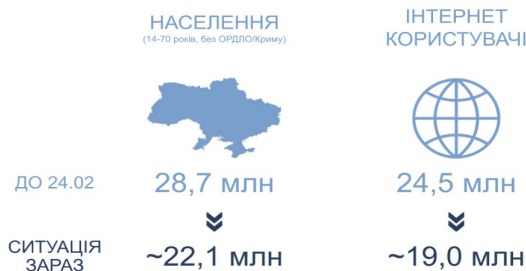 НАСЕЛЕННЯ
(14-70 років, без ОРДЛО/Криму)
ІНТЕРНЕТ
КОРИСТУВАЧІ
ДО 24.02
28,7 млн
24,5 млн
СИТУАЦІЯ
ЗАРАЗ
~22,1 млн
~19,0 млн